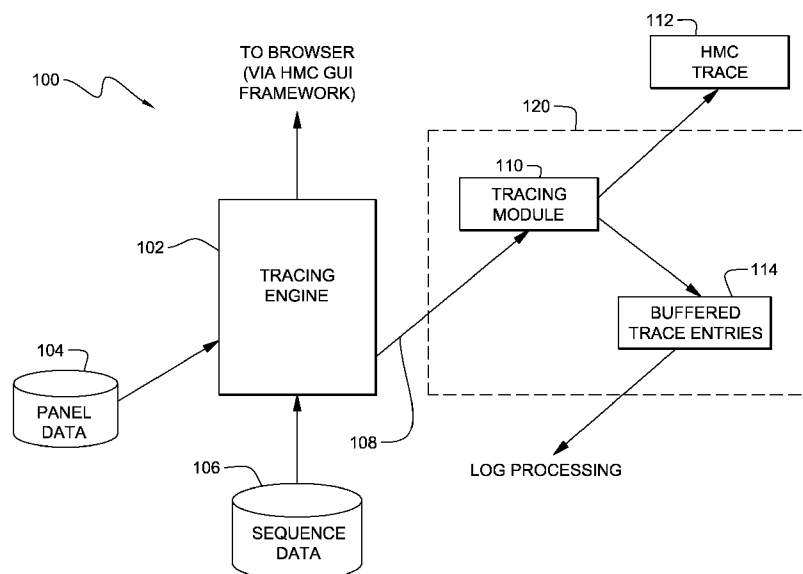 112
HMC
TRACE
TO BROWSER
(VIA HMC GUI
FRAMEWORK)
100
120
110
TRACING
MODULE
102
TRACING
ENGINE
114
BUFFERED
TRACE ENTRIES
104
PANEL
DATA
108
106
LOG PROCESSING
SEQUENCE
DATA